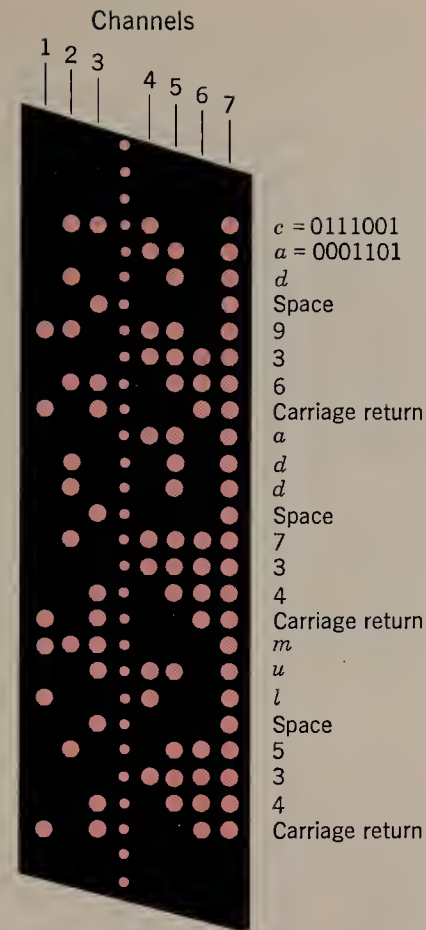 Channels
1 2 3 4 5 6 7
c = 0111001
a = 0001101
d
Space
9
3
6
Carriage return
a
d
d
Space
7
3
4
Carriage return
m
u
l
Space
5
3
4
Carriage return